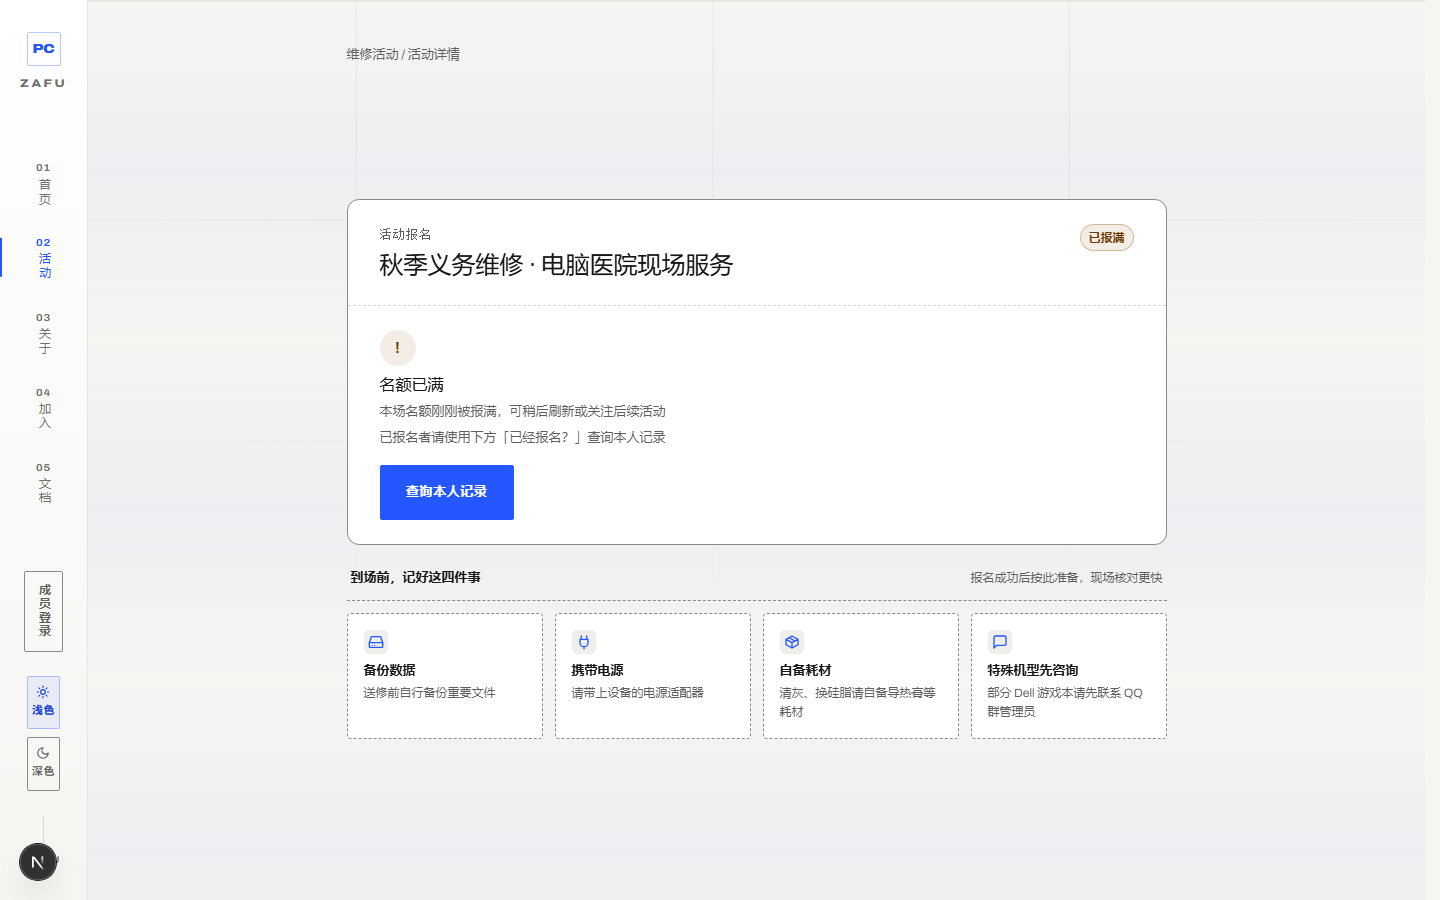 PC
ZAFU
01
首页
02
活动
03
关于
04
加入
05
文档
成员登录
浅色
深色
N
维修活动 / 活动详情
活动报名
秋季义务维修 · 电脑医院现场服务
已报满
!
名额已满
本场名额刚刚被报满，可稍后刷新或关注后续活动
已报名者请使用下方「已经报名？」查询本人记录
查询本人记录
到场前，记好这四件事
报名成功后按此准备，现场核对更快
备份数据
送修前自行备份重要文件
携带电源
请带上设备的电源适配器
自备耗材
清灰、换硅脂请自备导热膏等
耗材
特殊机型先咨询
部分 Dell 游戏本请先联系 QQ
群管理员